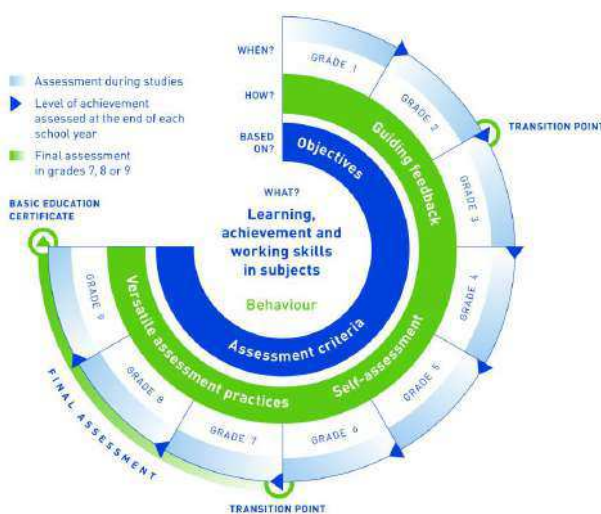 Assessment during studies
Level of achievement
assessed at the end of each
school year
Final assessment
in grades 7, 8 or 9
BASIC EDUCATION
CERTIFICATE
WHEN?
HOW?
BASED
ON?
GRADE 1
GRADE 2
TRANSITION POINT
GRADE 3
GRADE 4
GRADE 5
GRADE 6
GRADE 7
GRADE 8
GRADE 9
Guiding feedback
Self-assessment
Versatile assessment practices
Objectives
Assessment criteria
WHAT?
Learning,
achievement and
working skills
in subjects
Behaviour
FINAL ASSESSMENT
TRANSITION POINT